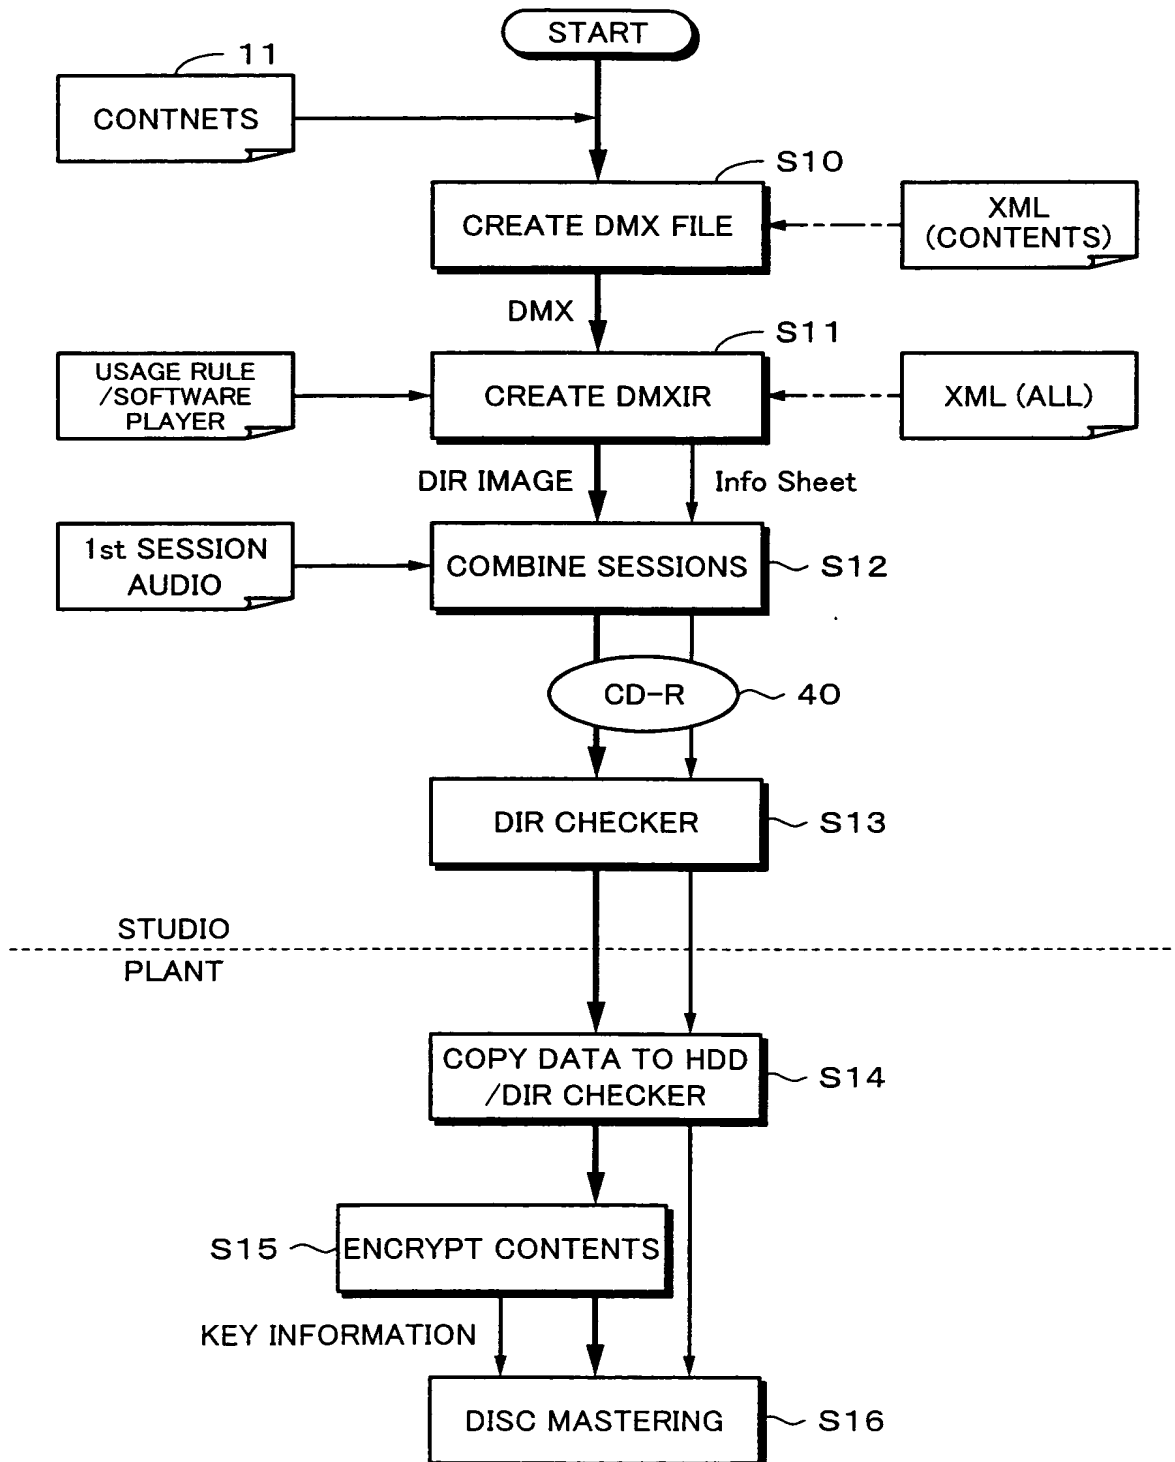 START
11
CONTNETS
S10
CREATE DMX FILE
XML
(CONTENTS)
DMX
S11
USAGE RULE
/SOFTWARE
PLAYER
CREATE DMXIR
XML (ALL)
DIR IMAGE
Info Sheet
1st SESSION
AUDIO
COMBINE SESSIONS
S12
CD-R
40
DIR CHECKER
S13
STUDIO
PLANT
COPY DATA TO HDD
/DIR CHECKER
S14
S15
ENCRYPT CONTENTS
KEY INFORMATION
DISC MASTERING
S16